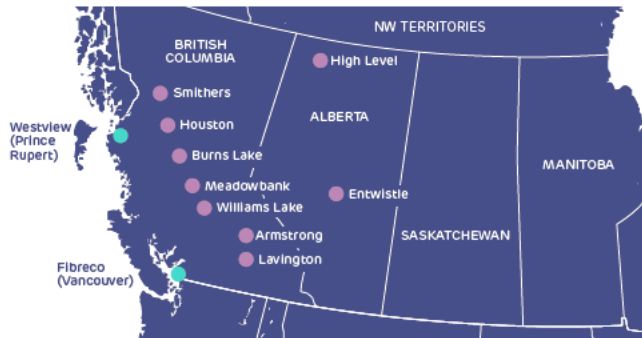 NW TERRITORIES
BRITISH
COLUMBIA
High Level
Smithers
ALBERTA
Westview
(Prince
Rupert)
Houston
Burns Lake
MANITOBA
Meadowbank
Entwistle
Williams Lake
Armstrong
SASKATCHEWAN
Lavington
Fibreco
(Vancouver)